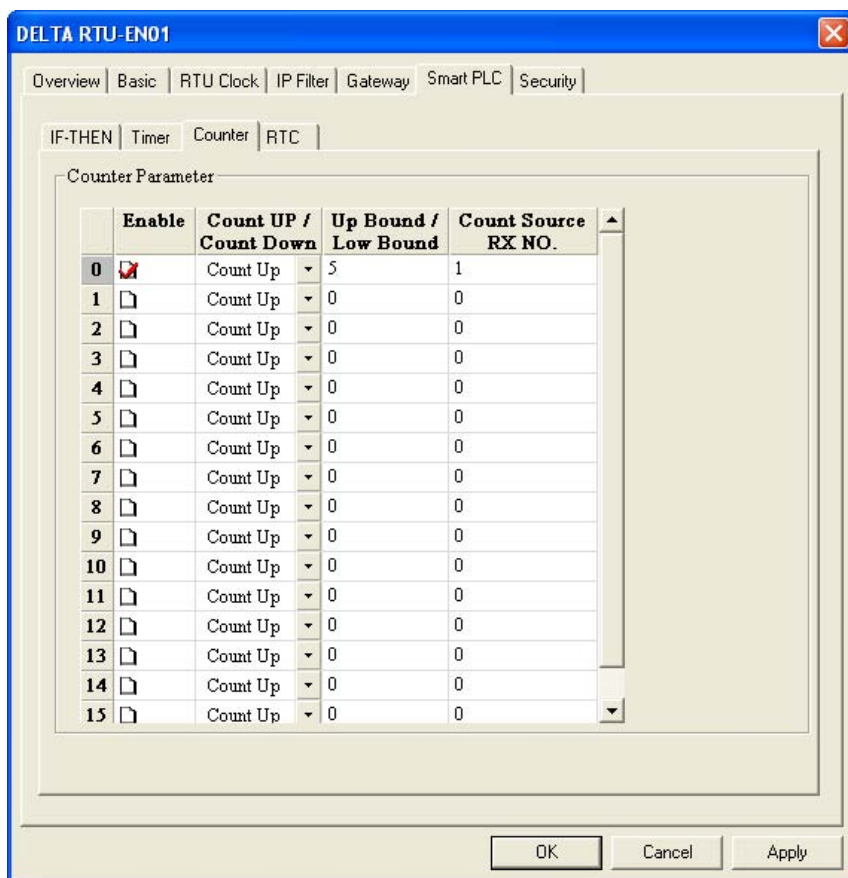 DELTA RTU-EN01
Overview Basic RTU Clock IP Filter Gateway Smart PLC Security
IF-THEN Timer Counter RTC
Counter Parameter
Enable Count UP / Up Bound / Count Source
Count Down Low Bound RX NO.
0 Count Up 5 1
1 Count Up 0 0
2 Count Up 0 0
3 Count Up 0 0
4 Count Up 0 0
5 Count Up 0 0
6 Count Up 0 0
7 Count Up 0 0
8 Count Up 0 0
9 Count Up 0 0
10 Count Up 0 0
11 Count Up 0 0
12 Count Up 0 0
13 Count Up 0 0
14 Count Up 0 0
15 Count Up 0 0
OK Cancel Apply